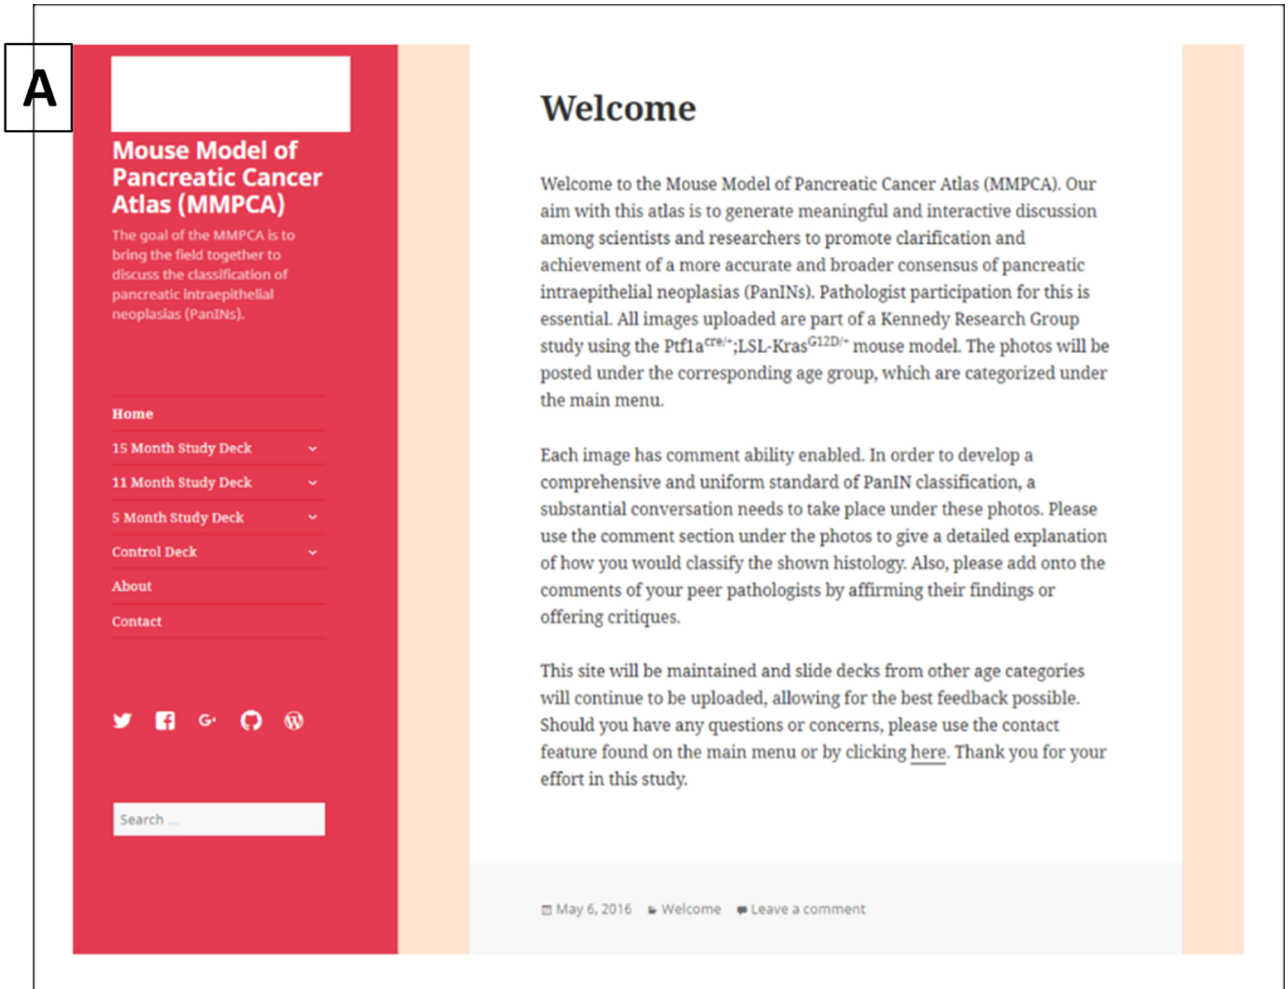 A
Mouse Model of
Pancreatic Cancer
Atlas (MMPCA)
The goal of the MMPCA is to
bring the field together to
discuss the classification of
pancreatic intraepithelial
neoplasias (PanINs).
Home
15 Month Study Deck
11 Month Study Deck
5 Month Study Deck
Control Deck
About
Contact
Search ...
Welcome
Welcome to the Mouse Model of Pancreatic Cancer Atlas (MMPCA). Our
aim with this atlas is to generate meaningful and interactive discussion
among scientists and researchers to promote clarification and
achievement of a more accurate and broader consensus of pancreatic
intraepithelial neoplasias (PanINs). Pathologist participation for this is
essential. All images uploaded are part of a Kennedy Research Group
study using the Ptf1a^cre/+;LSL-Kras^G12D/+ mouse model. The photos will be
posted under the corresponding age group, which are categorized under
the main menu.
Each image has comment ability enabled. In order to develop a
comprehensive and uniform standard of PanIN classification, a
substantial conversation needs to take place under these photos. Please
use the comment section under the photos to give a detailed explanation
of how you would classify the shown histology. Also, please add onto the
comments of your peer pathologists by affirming their findings or
offering critiques.
This site will be maintained and slide decks from other age categories
will continue to be uploaded, allowing for the best feedback possible.
Should you have any questions or concerns, please use the contact
feature found on the main menu or by clicking here. Thank you for your
effort in this study.
May 6, 2016 Welcome Leave a comment